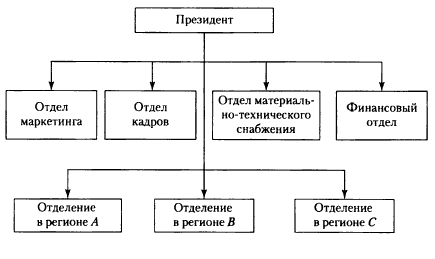 Президент
Отдел
маркетинга
Отдел
кадров
Отдел материаль-
но-технического
снабжения
Финансовый
отдел
Отделение
в регионе A
Отделение
в регионе B
Отделение
в регионе C